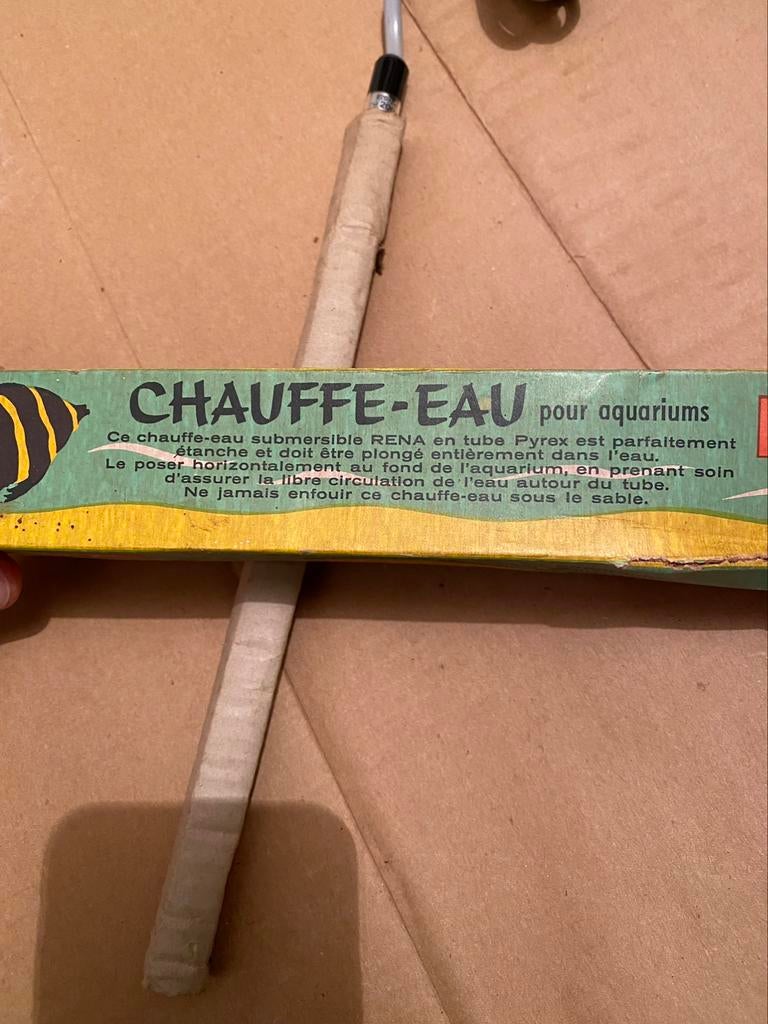 CHAUFFE-EAU pour aquariums
Ce chauffe-eau submersible RENA en tube Pyrex est parfaitement
étanche et doit être plongé entièrement dans l'eau.
Le poser horizontalement au fond de l'aquarium, en prenant soin
d'assurer la libre circulation de l'eau autour du tube.
Ne jamais enfouir ce chauffe-eau sous le sable.